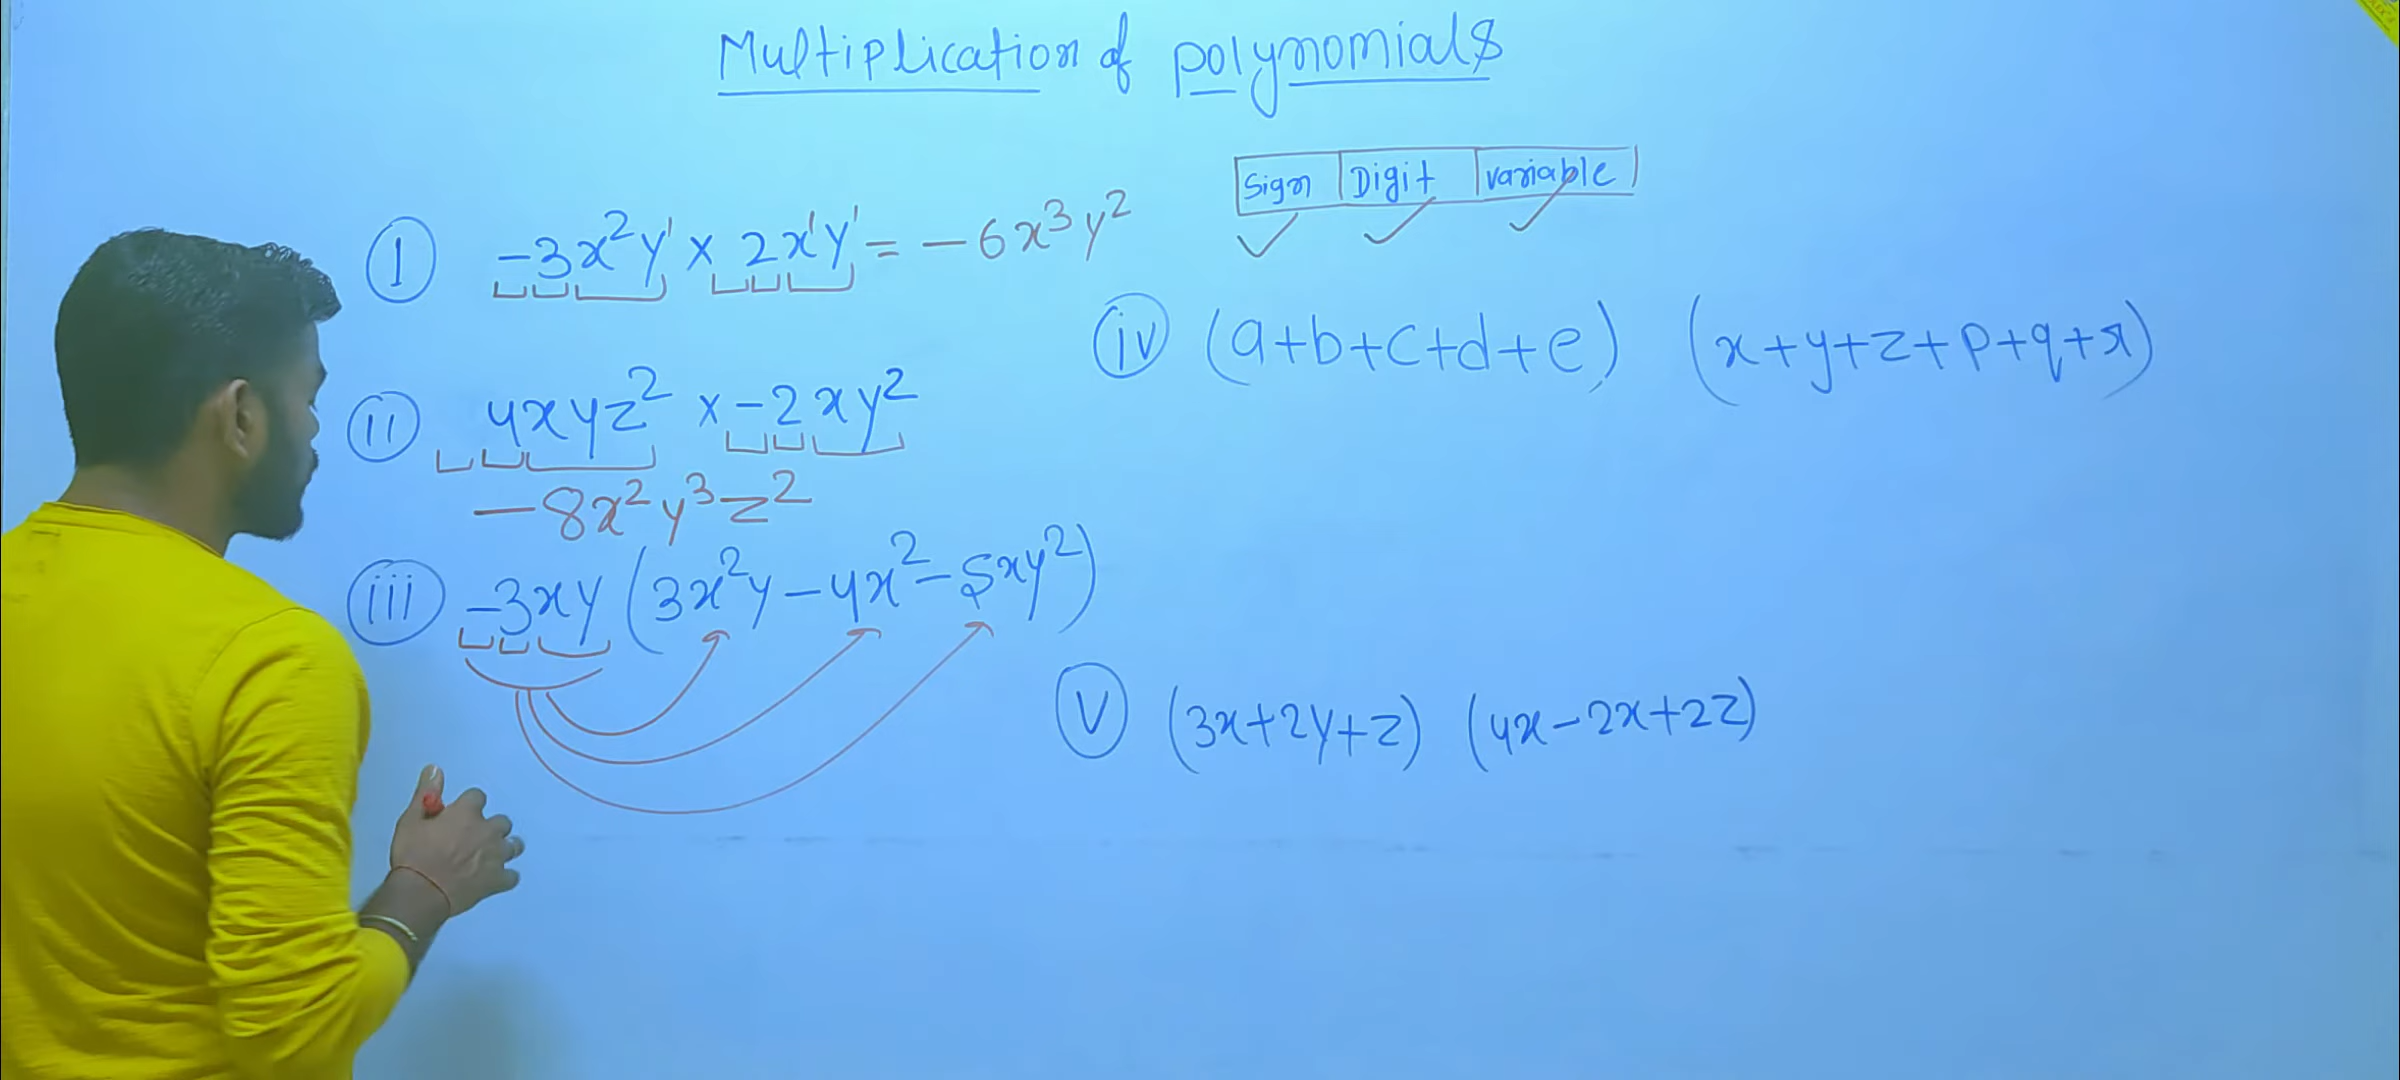 Multiplication of polynomials
Sign | Digit | variable
(I) -3x²y¹ × 2x¹y¹ = -6x³y²
(ii) 4xyz² × -2xy²
-8x²y³z²
(iii) -3xy (3x²y - 4x² - 5xy²)
(iv) (a+b+c+d+e) (x+y+z+p+q+r)
(V) (3x+2y+z) (4x-2x+2z)